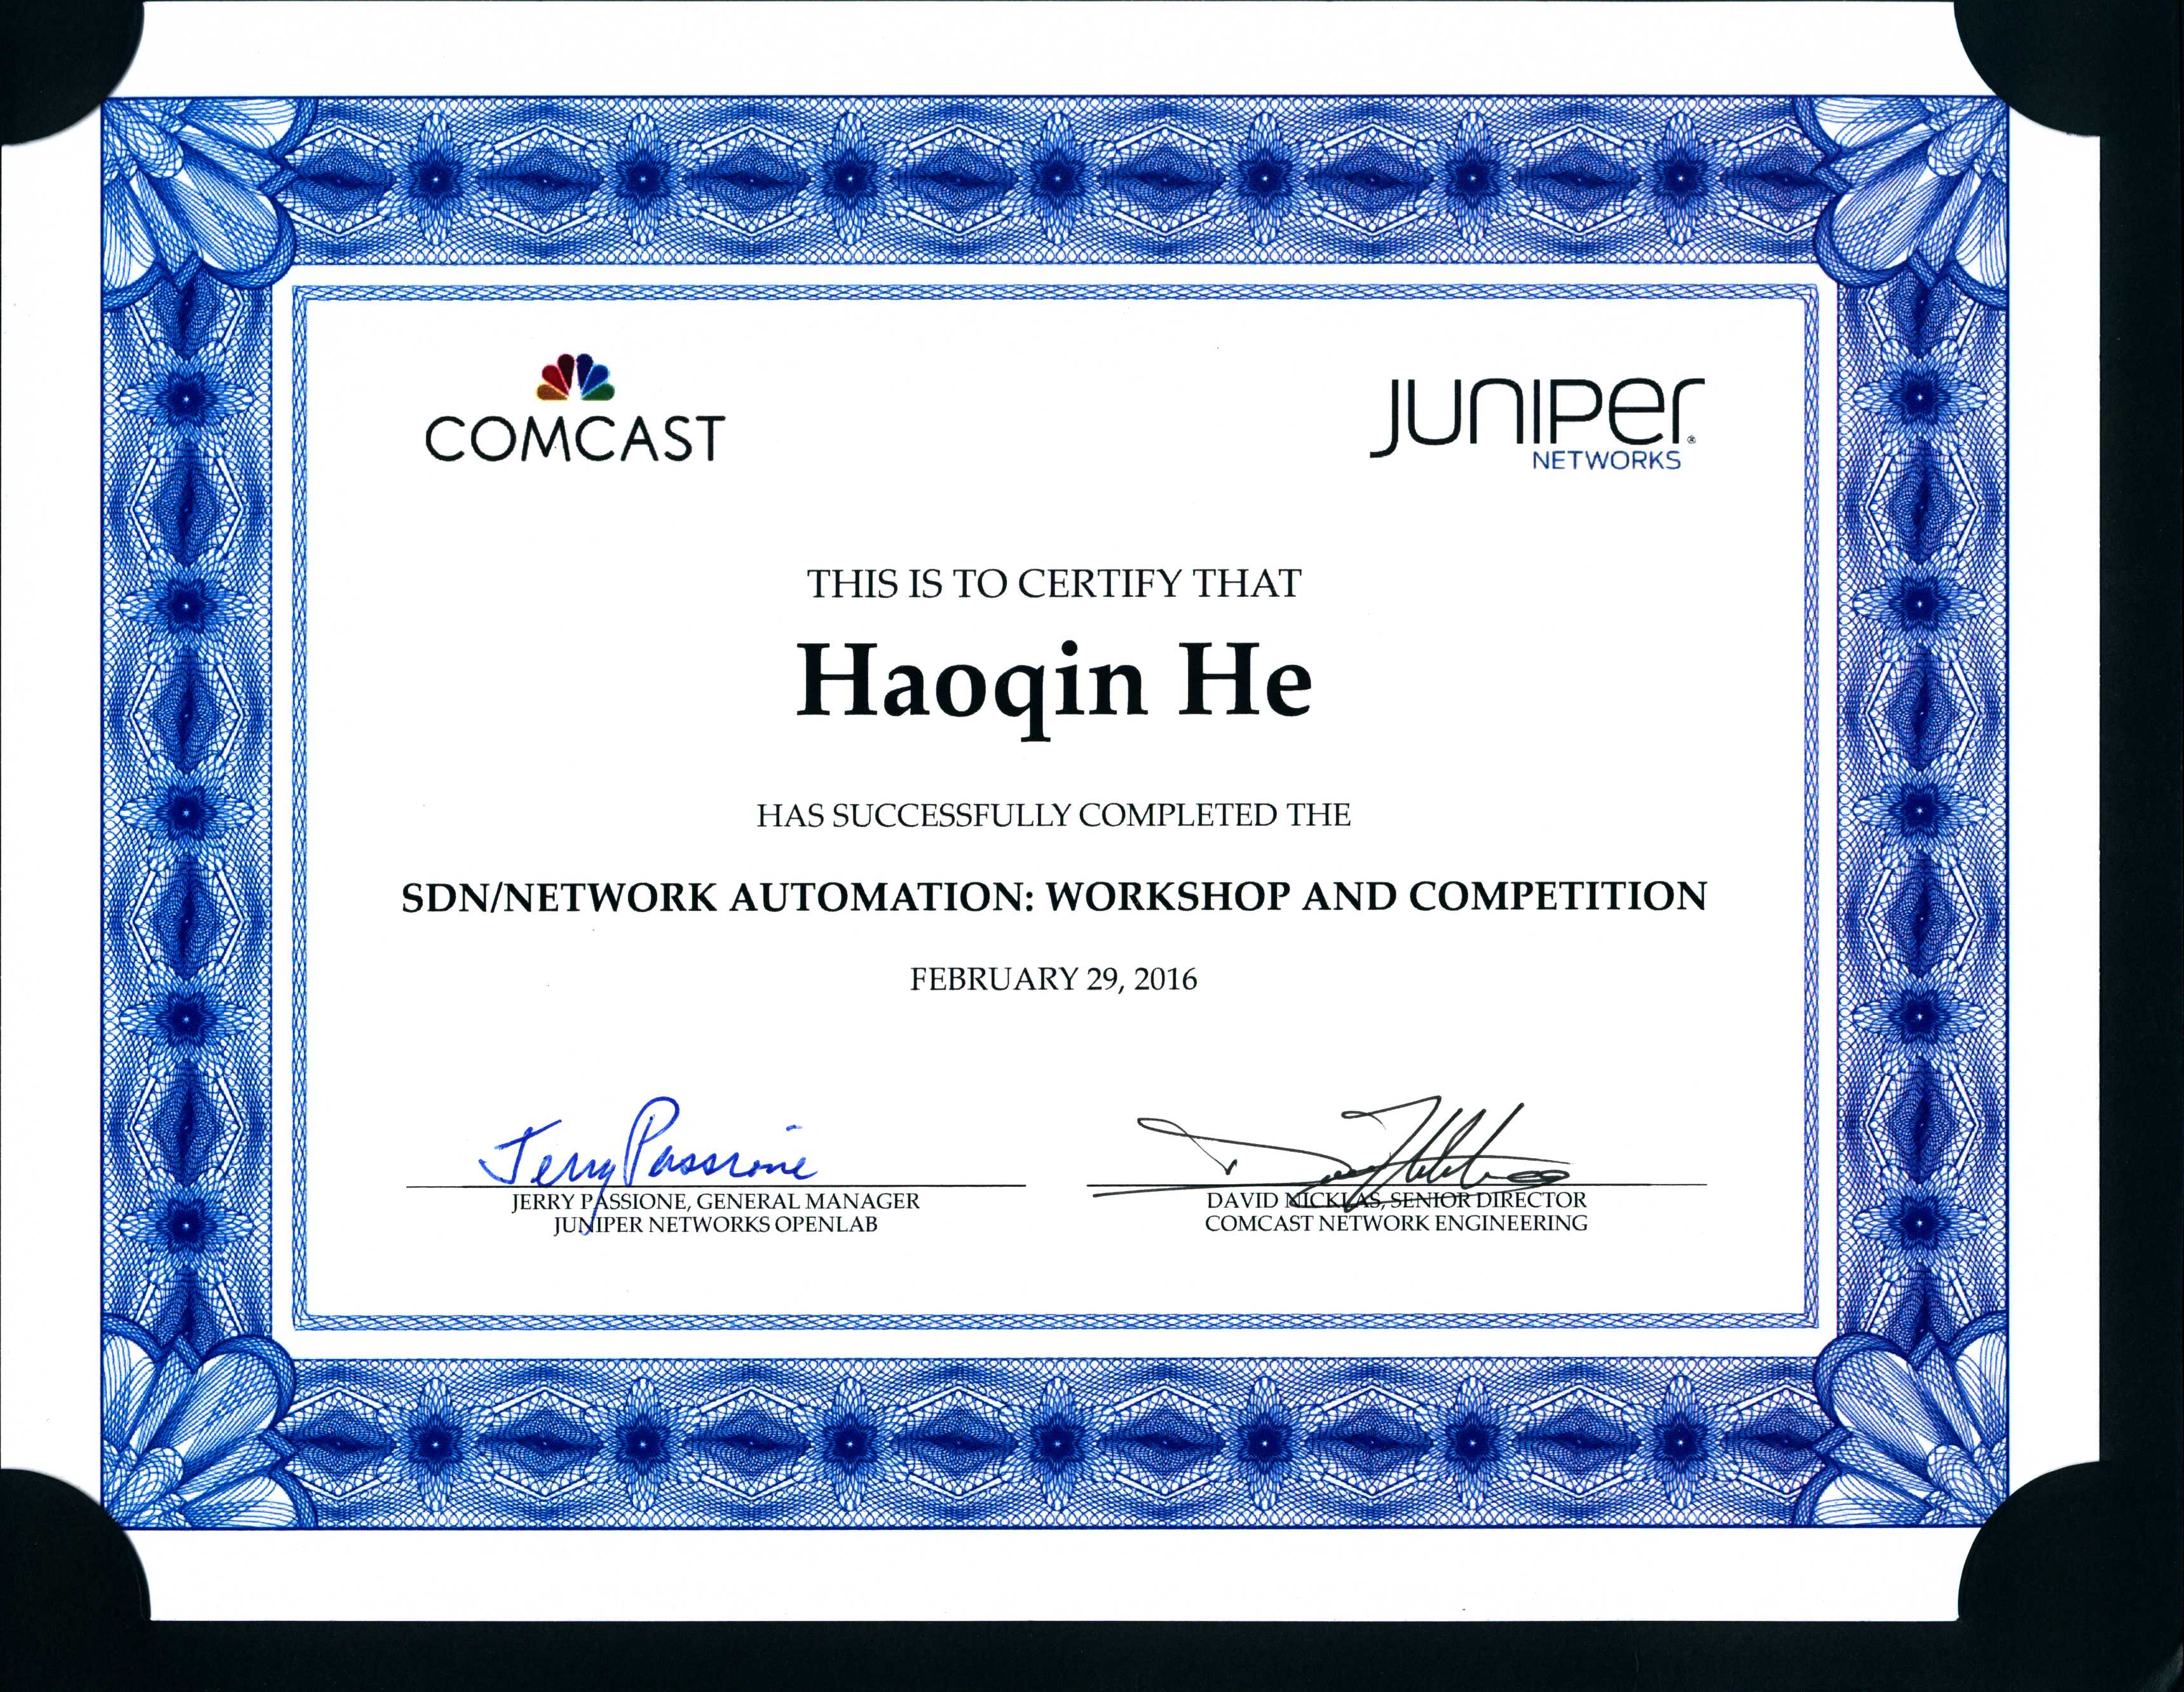 COMCAST
JUNIPER®
NETWORKS
THIS IS TO CERTIFY THAT
Haoqin He
HAS SUCCESSFULLY COMPLETED THE
SDN/NETWORK AUTOMATION: WORKSHOP AND COMPETITION
FEBRUARY 29, 2016
Jerry Passione
JERRY PASSIONE, GENERAL MANAGER
JUNIPER NETWORKS OPENLAB
DAVID NICKLAS, SENIOR DIRECTOR
COMCAST NETWORK ENGINEERING